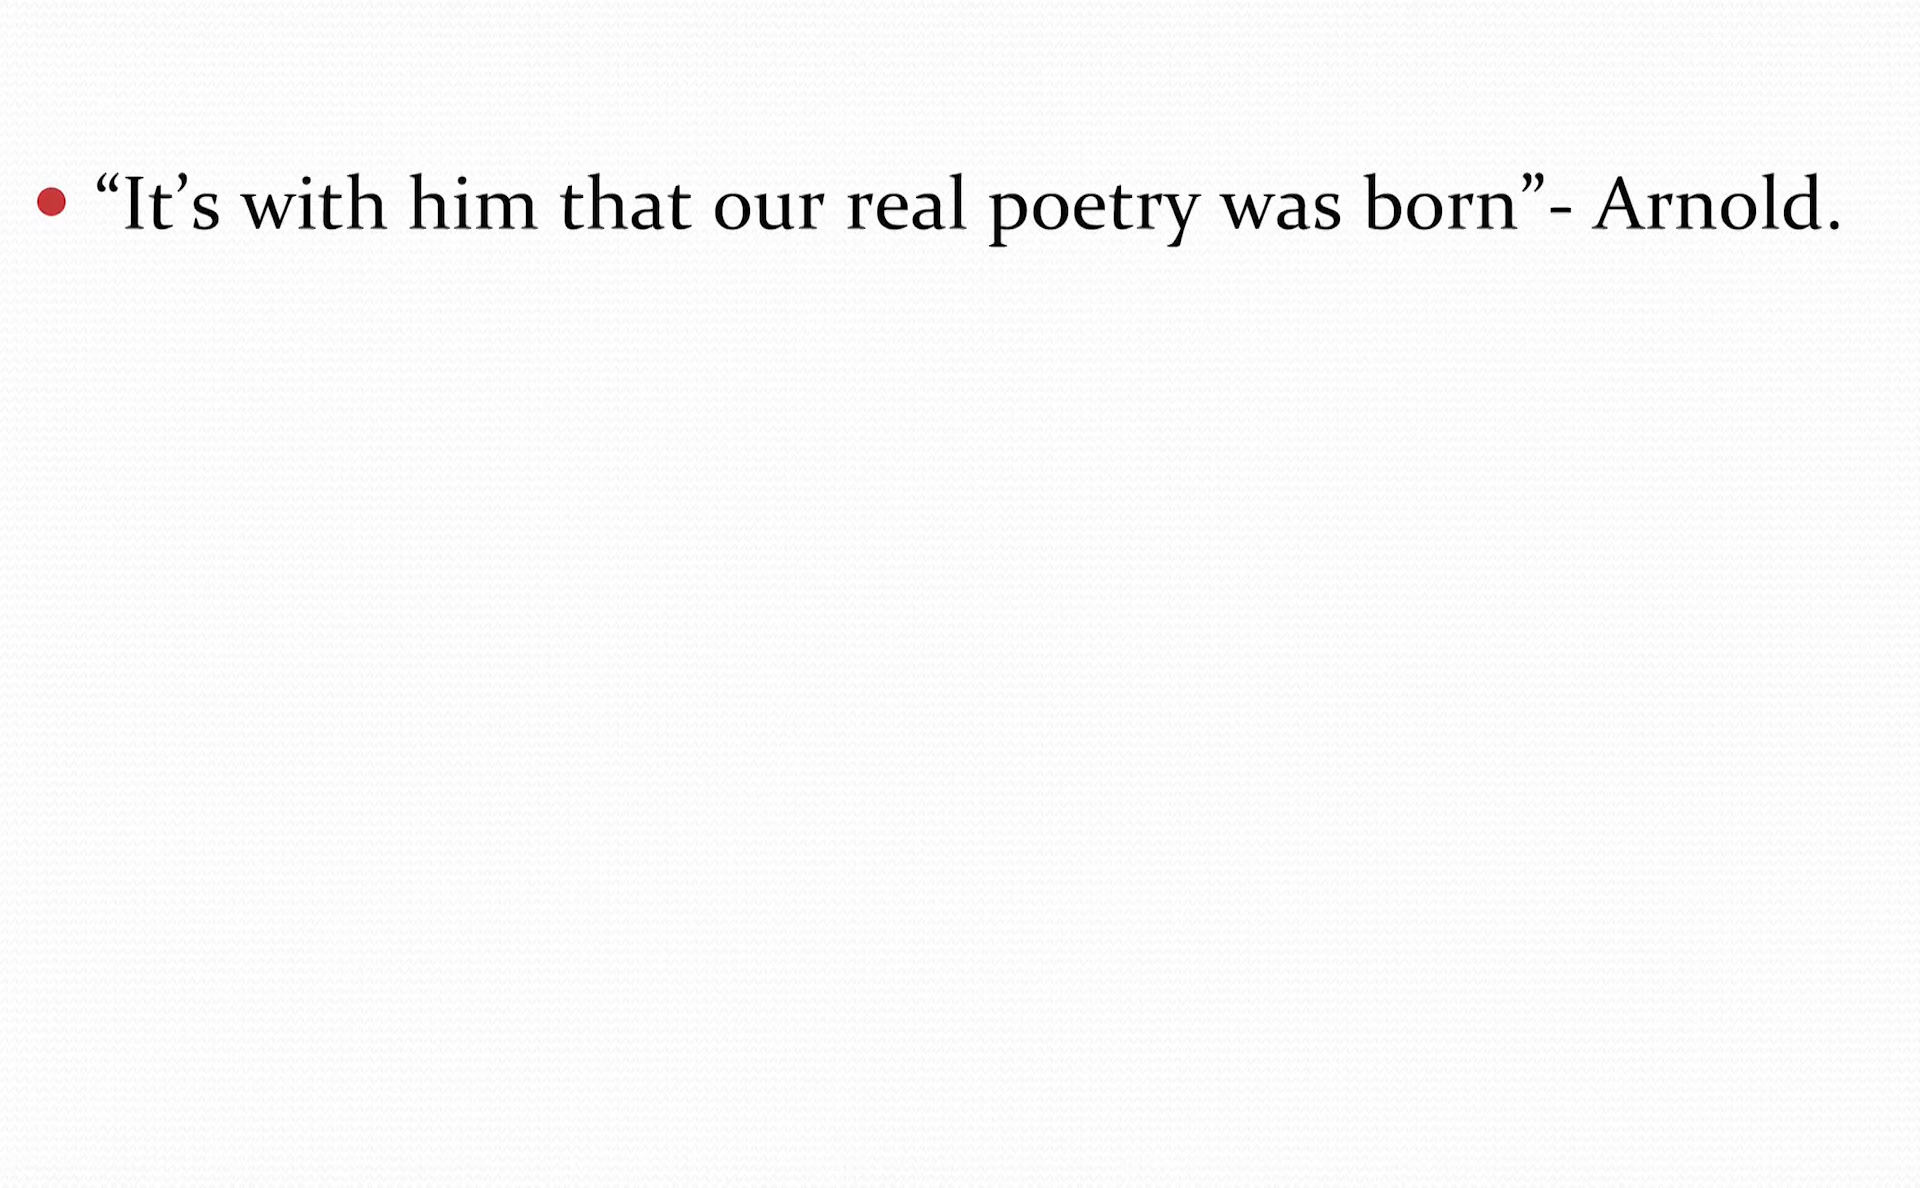 • “It’s with him that our real poetry was born”- Arnold.